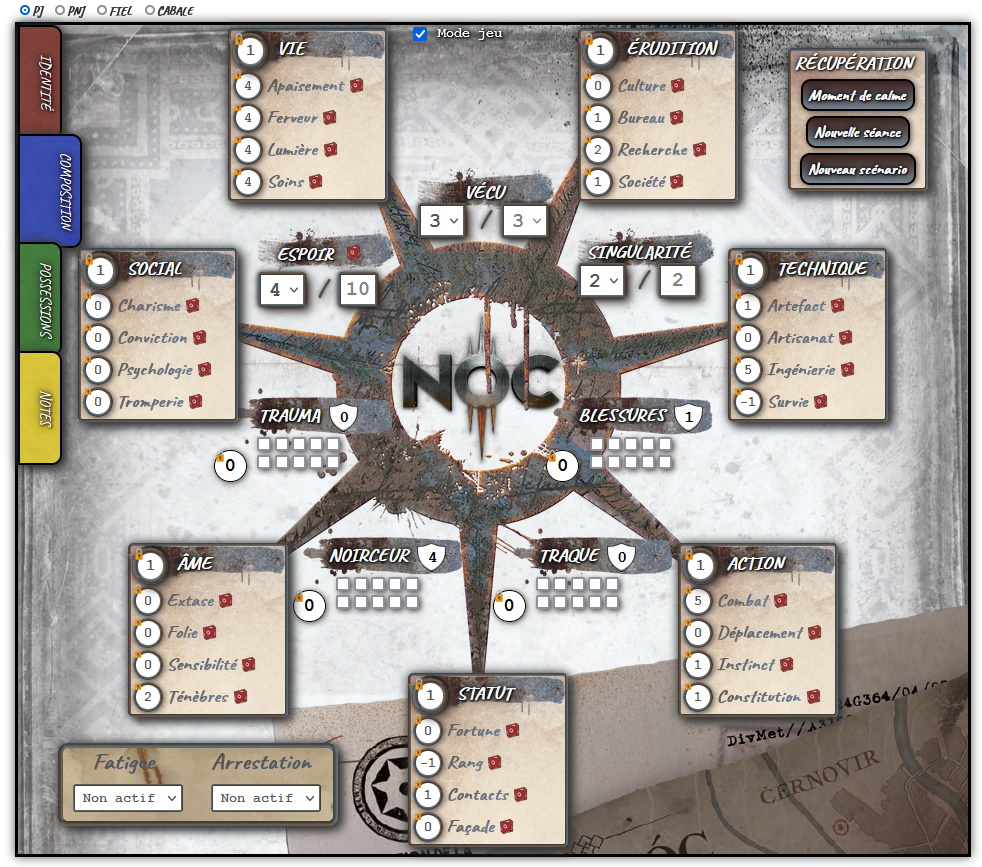 PJ PNJ FIEL CABALE
Mode jeu
IDENTITÉ
COMPOSITION
POSSESSIONS
NOTES
1 VIE
4 Apaisement
4 Ferveur
4 Lumière
4 Soins
1 ÉRUDITION
0 Culture
1 Bureau
2 Recherche
1 Société
RÉCUPÉRATION
Moment de calme
Nouvelle séance
Nouveau scénario
VÉCU
3 / 3
ESPOIR
4 / 10
SINGULARITÉ
2 / 2
1 SOCIAL
0 Charisme
0 Conviction
0 Psychologie
0 Tromperie
1 TECHNIQUE
1 Artefact
0 Artisanat
5 Ingénierie
-1 Survie
NOC
TRAUMA 0
0
BLESSURES 1
0
NOIRCEUR 4
0
TRAQUE 0
0
1 ÂME
0 Extase
0 Folie
0 Sensibilité
2 Ténèbres
1 ACTION
5 Combat
0 Déplacement
1 Instinct
1 Constitution
1 STATUT
0 Fortune
-1 Rang
1 Contacts
0 Façade
Fatigue Arrestation
Non actif Non actif
ČERNOVIR